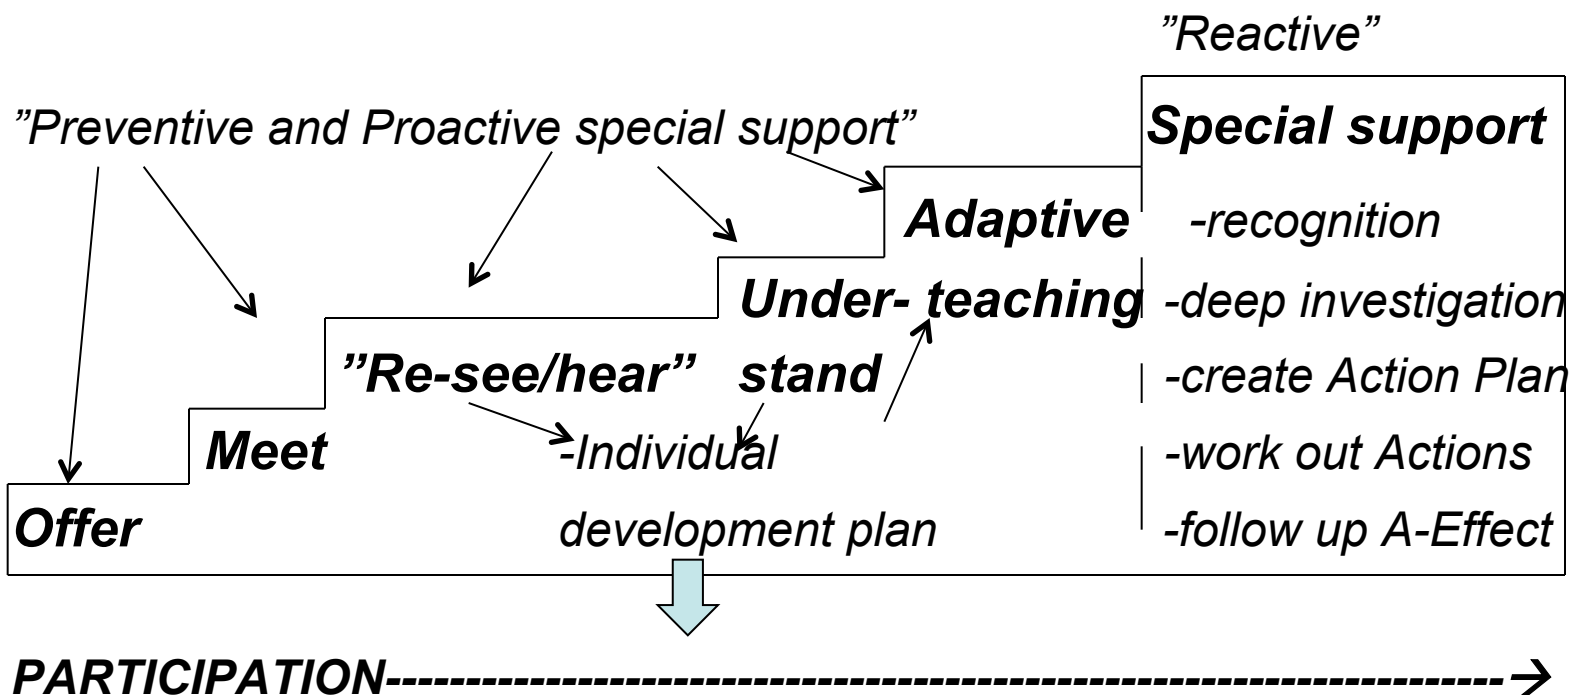 ”Reactive”
”Preventive and Proactive special support”
Special support
Adaptive
-recognition
Under- teaching
-deep investigation
”Re-see/hear”
stand
-create Action Plan
Meet
-Individual
-work out Actions
Offer
development plan
-follow up A-Effect
PARTICIPATION----------------------------------------------------------------------→